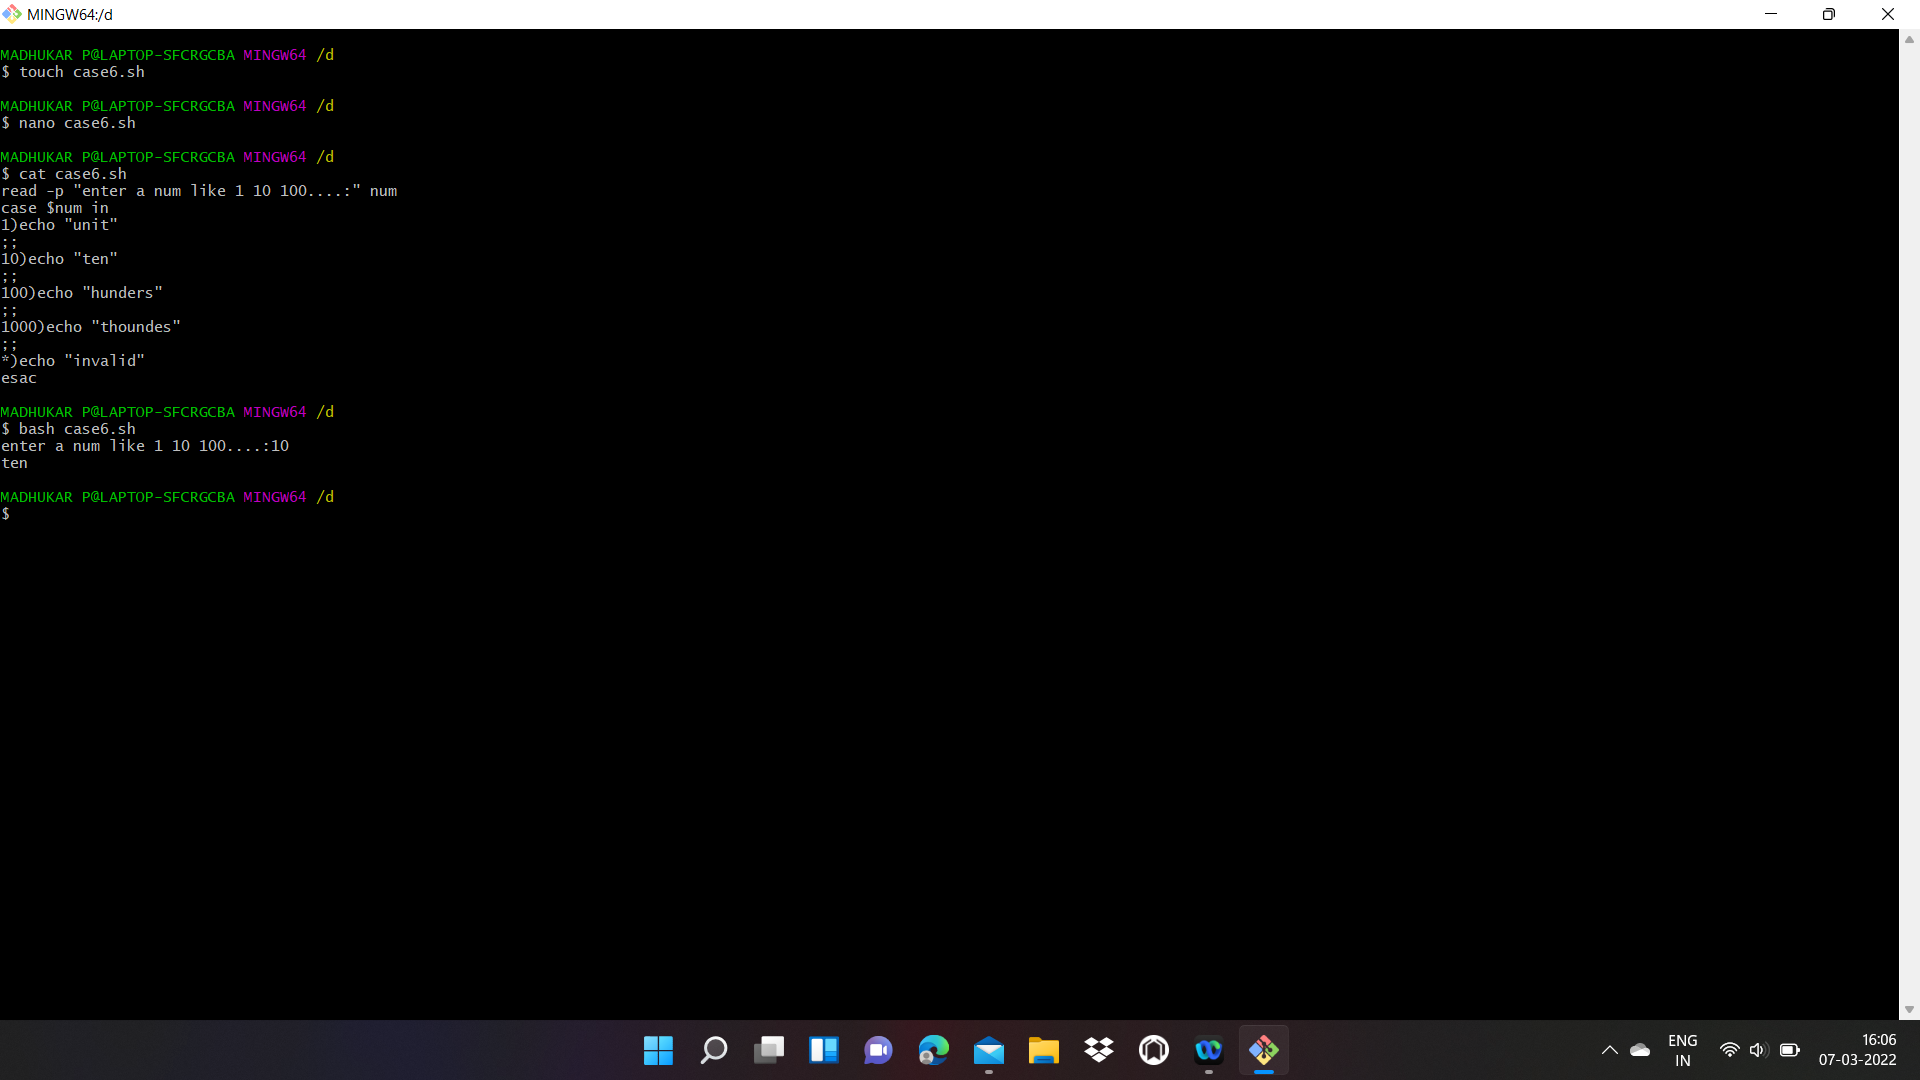 MINGW64:/d
MADHUKAR P@LAPTOP-SFCRGCBA MINGW64 /d
$ touch case6.sh
MADHUKAR P@LAPTOP-SFCRGCBA MINGW64 /d
$ nano case6.sh
MADHUKAR P@LAPTOP-SFCRGCBA MINGW64 /d
$ cat case6.sh
read -p "enter a num like 1 10 100....:" num
case $num in
1)echo "unit"
;;
10)echo "ten"
;;
100)echo "hunders"
;;
1000)echo "thoundes"
;;
*)echo "invalid"
esac
MADHUKAR P@LAPTOP-SFCRGCBA MINGW64 /d
$ bash case6.sh
enter a num like 1 10 100....:10
ten
MADHUKAR P@LAPTOP-SFCRGCBA MINGW64 /d
$
ENG
IN
16:06
07-03-2022